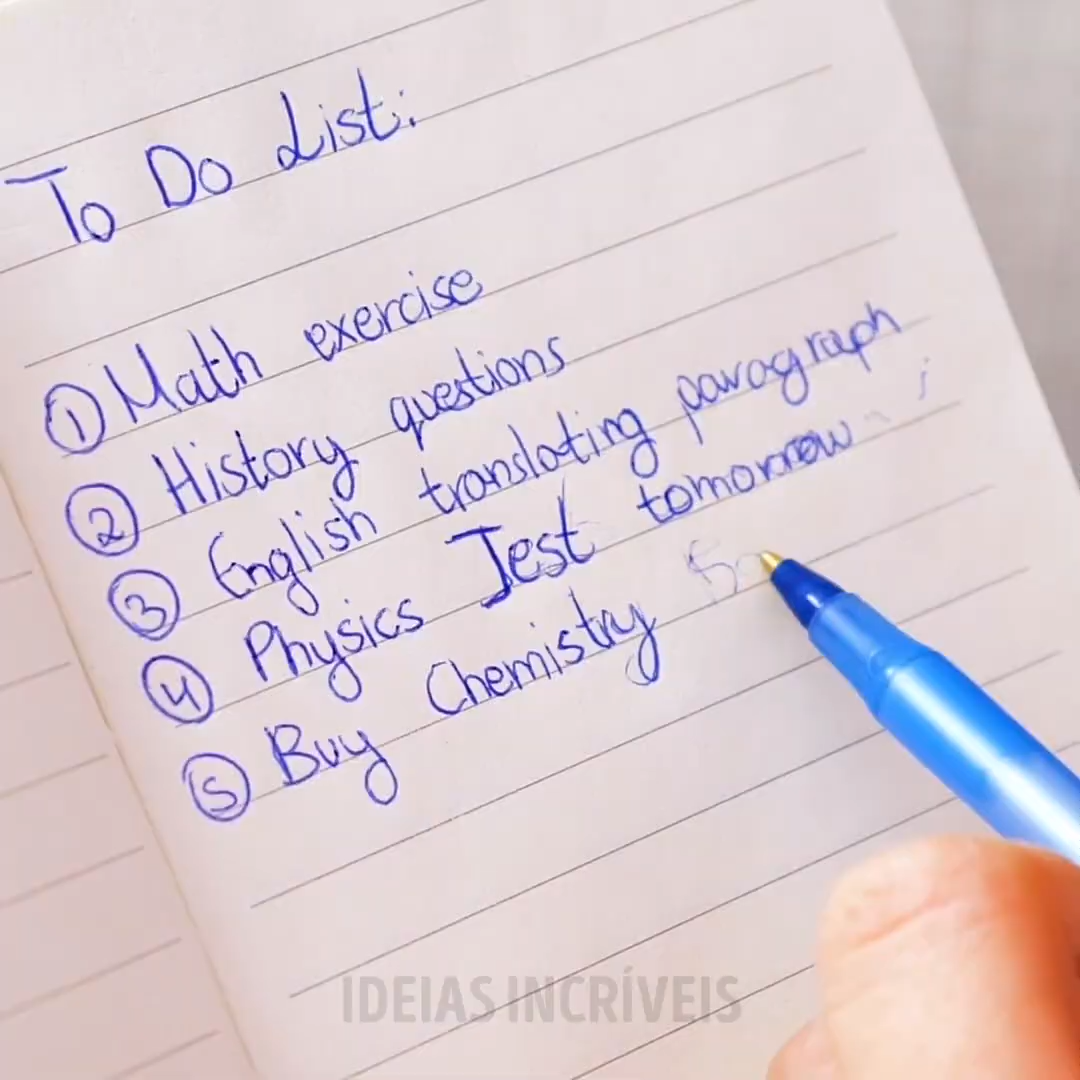 To Do List:
① Math exercise
② History questions
③ English translating paragraph
④ Physics Test tomorrow
⑤ Buy Chemistry
IDEIAS INCRÍVEIS